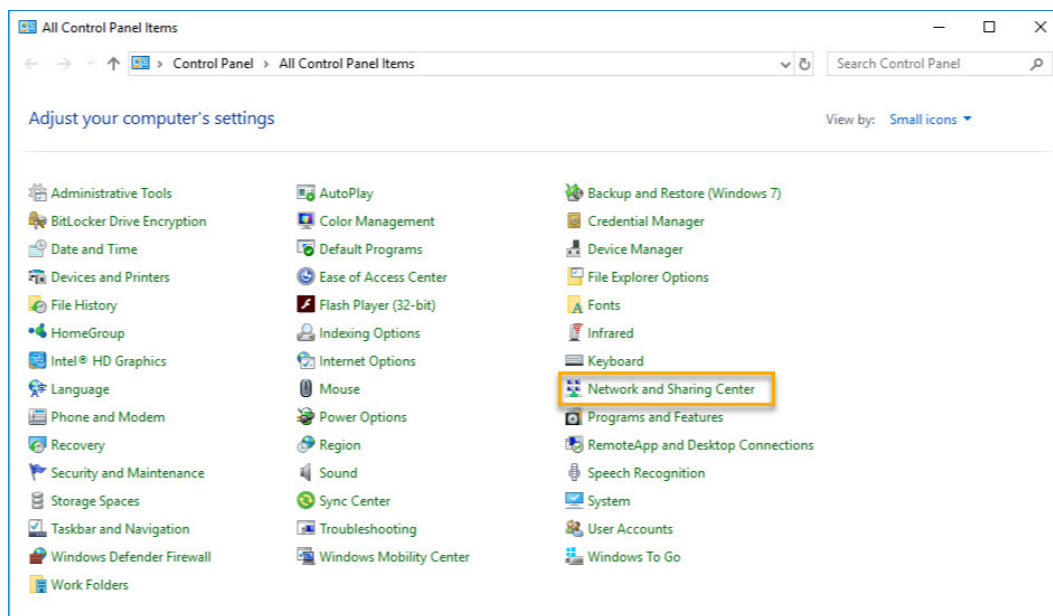 All Control Panel Items
Control Panel > All Control Panel Items
Search Control Panel
Adjust your computer's settings
View by: Small icons
Administrative Tools
AutoPlay
Backup and Restore (Windows 7)
BitLocker Drive Encryption
Color Management
Credential Manager
Date and Time
Default Programs
Device Manager
Devices and Printers
Ease of Access Center
File Explorer Options
File History
Flash Player (32-bit)
Fonts
HomeGroup
Indexing Options
Infrared
Intel® HD Graphics
Internet Options
Keyboard
Language
Mouse
Network and Sharing Center
Phone and Modem
Power Options
Programs and Features
Recovery
Region
RemoteApp and Desktop Connections
Security and Maintenance
Sound
Speech Recognition
Storage Spaces
Sync Center
System
Taskbar and Navigation
Troubleshooting
User Accounts
Windows Defender Firewall
Windows Mobility Center
Windows To Go
Work Folders